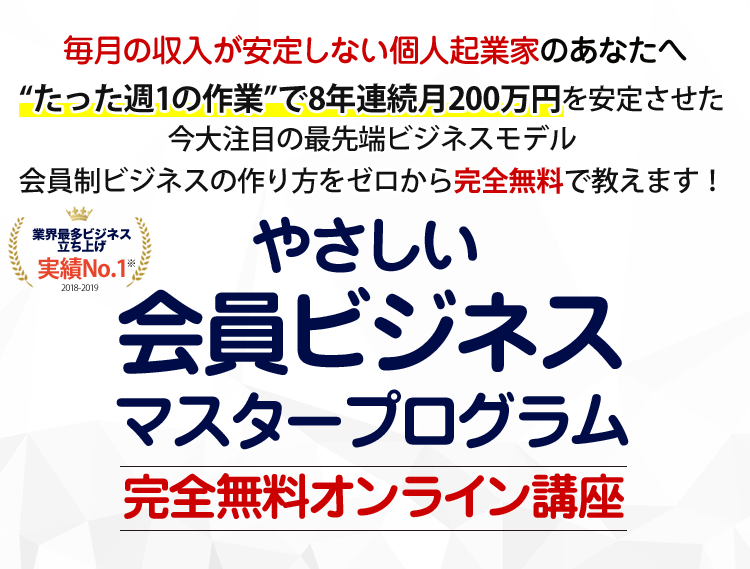 毎月の収入が安定しない個人起業家のあなたへ
“たった週1の作業”で8年連続月200万円を安定させた
今大注目の最先端ビジネスモデル
会員制ビジネスの作り方をゼロから完全無料で教えます！
業界最多ビジネス
立ち上げ
実績No.1※
2018-2019
やさしい
会員ビジネス
マスタープログラム
完全無料オンライン講座